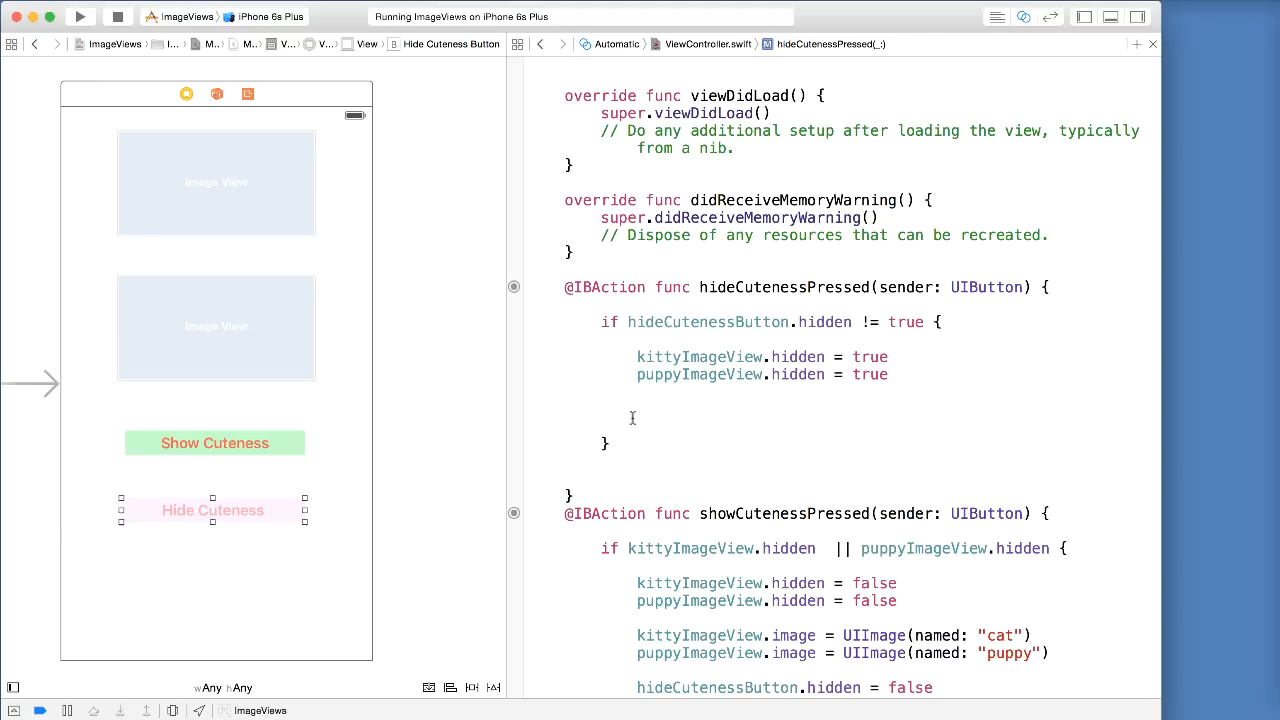 ImageViews
iPhone 6s Plus
Running ImageViews on iPhone 6s Plus
ImageViews
I...
M...
M...
V...
V...
View
B
Hide Cuteness Button
Automatic
ViewController.swift
M
hideCutenessPressed(_:)
override func viewDidLoad() {
super.viewDidLoad()
// Do any additional setup after loading the view, typically
from a nib.
}
override func didReceiveMemoryWarning() {
super.didReceiveMemoryWarning()
// Dispose of any resources that can be recreated.
}
@IBAction func hideCutenessPressed(sender: UIButton) {
if hideCutenessButton.hidden != true {
kittyImageView.hidden = true
puppyImageView.hidden = true
}
}
@IBAction func showCutenessPressed(sender: UIButton) {
if kittyImageView.hidden  || puppyImageView.hidden {
kittyImageView.hidden = false
puppyImageView.hidden = false
kittyImageView.image = UIImage(named: "cat")
puppyImageView.image = UIImage(named: "puppy")
hideCutenessButton.hidden = false
Image View
Image View
Show Cuteness
Hide Cuteness
wAny hAny
ImageViews